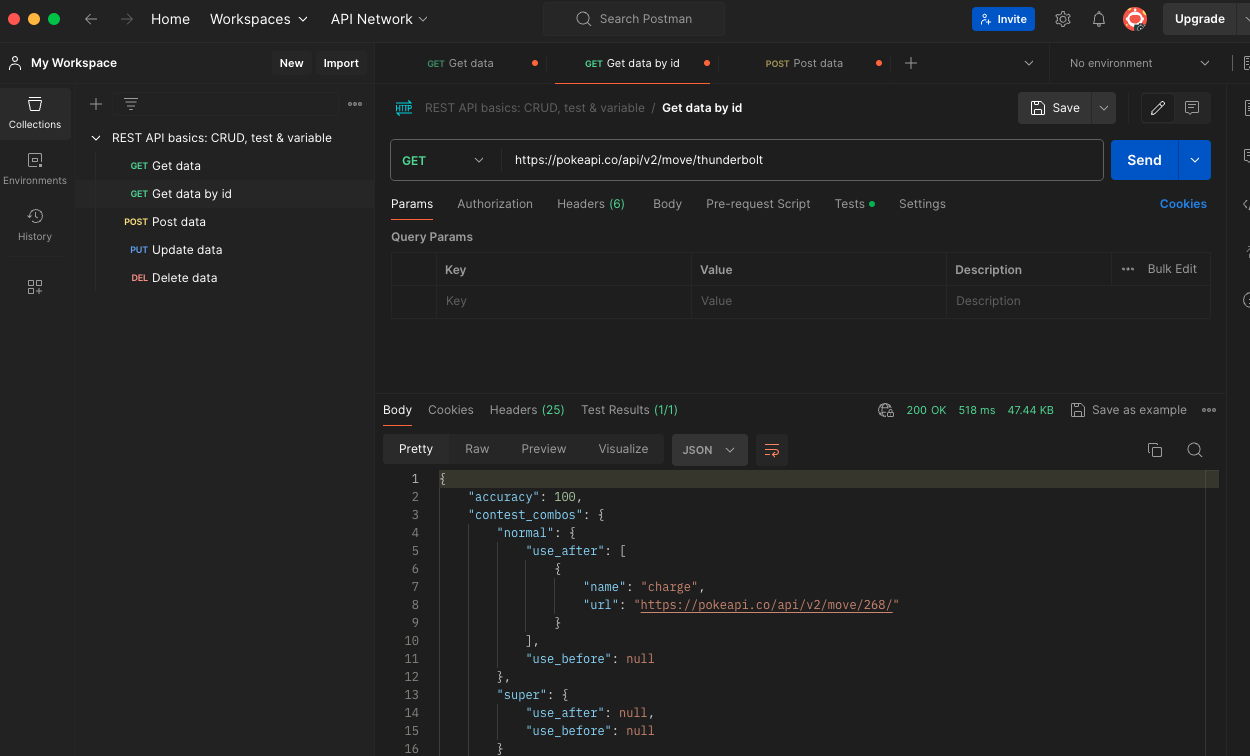 Home Workspaces API Network Search Postman Invite Upgrade
My Workspace New Import
GET Get data GET Get data by id POST Post data No environment
Collections
Environments
History
REST API basics: CRUD, test & variable
GET Get data
GET Get data by id
POST Post data
PUT Update data
DEL Delete data
HTTP REST API basics: CRUD, test & variable / Get data by id Save
GET https://pokeapi.co/api/v2/move/thunderbolt Send
Params Authorization Headers (6) Body Pre-request Script Tests Settings Cookies
Query Params
Key Value Description Bulk Edit
Key Value Description
Body Cookies Headers (25) Test Results (1/1) 200 OK 518 ms 47.44 KB Save as example
Pretty Raw Preview Visualize JSON
1 {
2 "accuracy": 100,
3 "contest_combos": {
4 "normal": {
5 "use_after": [
6 {
7 "name": "charge",
8 "url": "https://pokeapi.co/api/v2/move/268/"
9 }
10 ],
11 "use_before": null
12 },
13 "super": {
14 "use_after": null,
15 "use_before": null
16 }